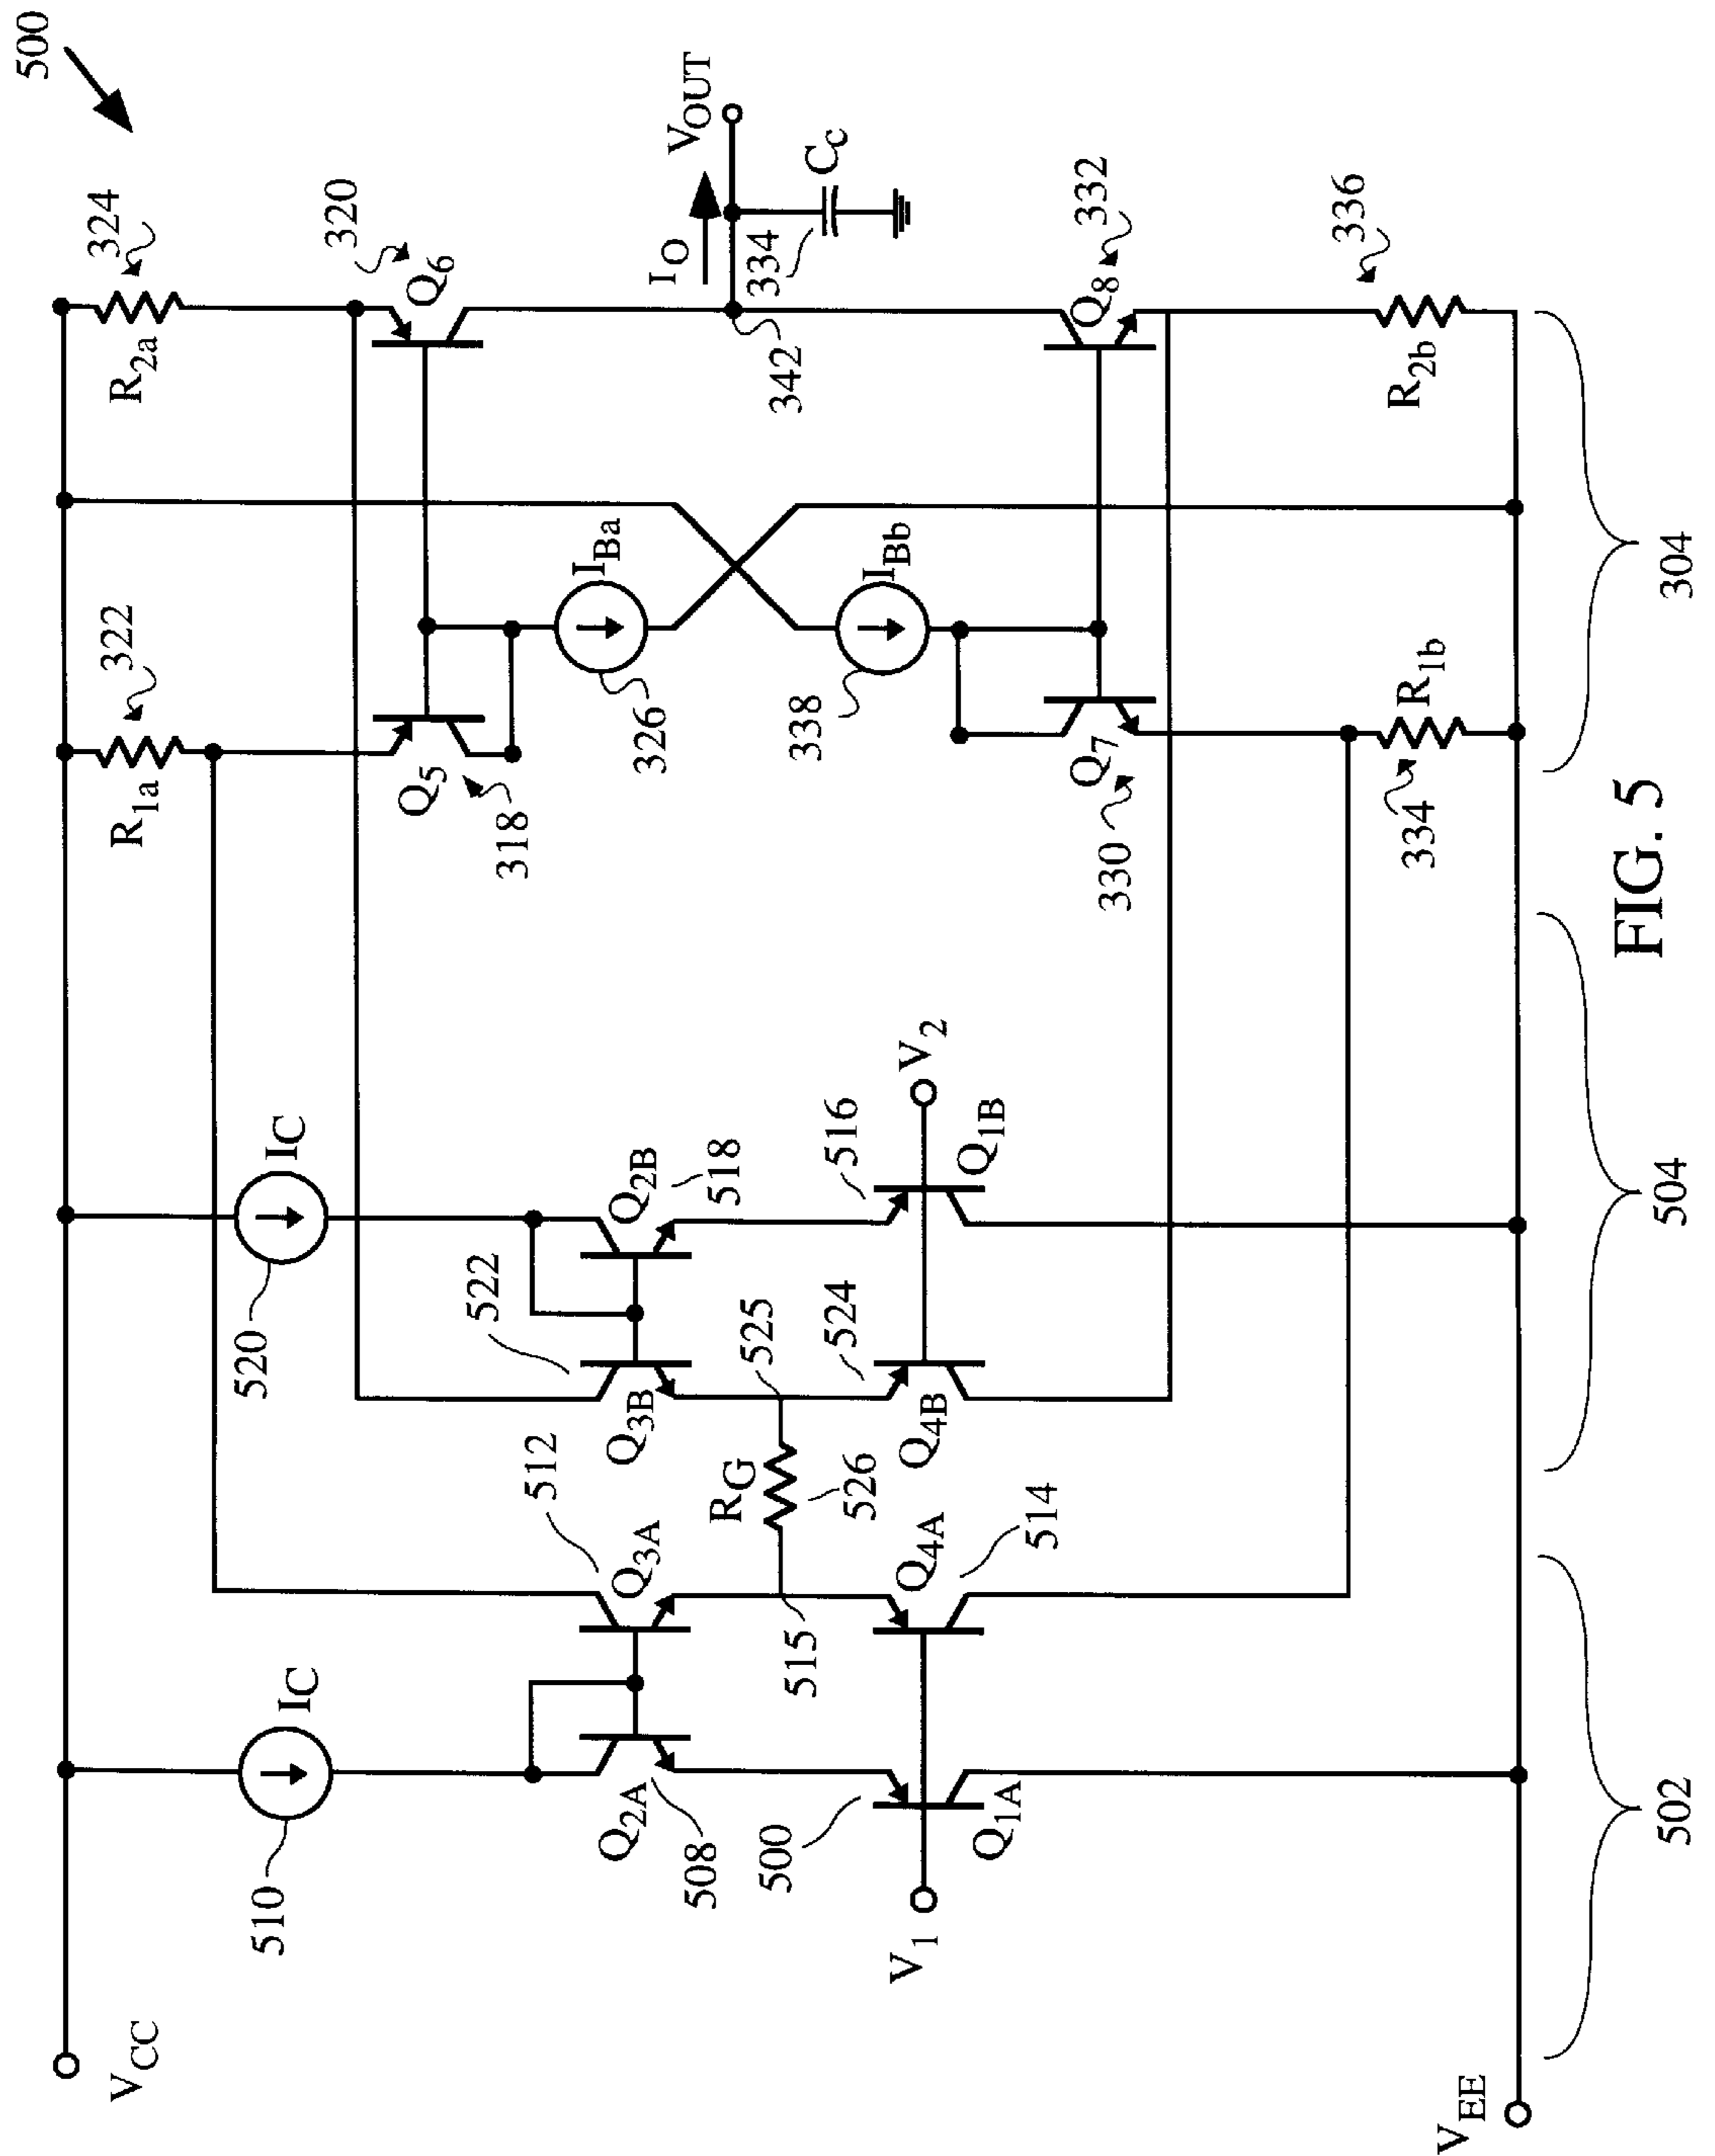 500
V_CC
510
I_C
520
I_C
R_1a
322
R_2a
324
320
Q_6
Q_5
318
326
I_Ba
338
I_Bb
I_O
V_OUT
342
334
C_c
Q_2A
508
Q_3A
512
522
Q_3B
Q_2B
518
515
R_G
526
525
V_1
500
Q_1A
Q_4A
514
Q_4B
524
516
Q_1B
V_2
330
Q_7
Q_8
332
334
R_1b
R_2b
336
V_EE
502
504
304
FIG. 5